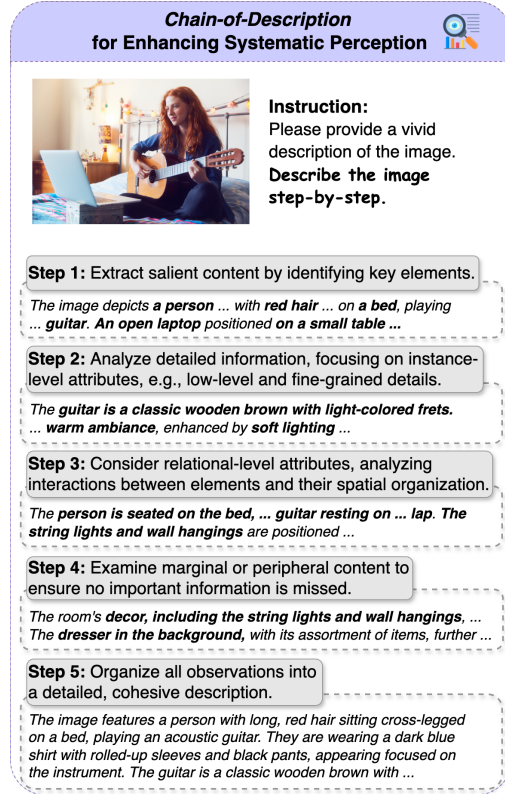 Chain-of-Description
for Enhancing Systematic Perception
Instruction:
Please provide a vivid
description of the image.
Describe the image
step-by-step.
Step 1: Extract salient content by identifying key elements.
The image depicts a person ... with red hair ... on a bed, playing
... guitar. An open laptop positioned on a small table ...
Step 2: Analyze detailed information, focusing on instance-
level attributes, e.g., low-level and fine-grained details.
The guitar is a classic wooden brown with light-colored frets.
... warm ambiance, enhanced by soft lighting ...
Step 3: Consider relational-level attributes, analyzing
interactions between elements and their spatial organization.
The person is seated on the bed, ... guitar resting on ... lap. The
string lights and wall hangings are positioned ...
Step 4: Examine marginal or peripheral content to
ensure no important information is missed.
The room's decor, including the string lights and wall hangings, ...
The dresser in the background, with its assortment of items, further ...
Step 5: Organize all observations into
a detailed, cohesive description.
The image features a person with long, red hair sitting cross-legged
on a bed, playing an acoustic guitar. They are wearing a dark blue
shirt with rolled-up sleeves and black pants, appearing focused on
the instrument. The guitar is a classic wooden brown with ...